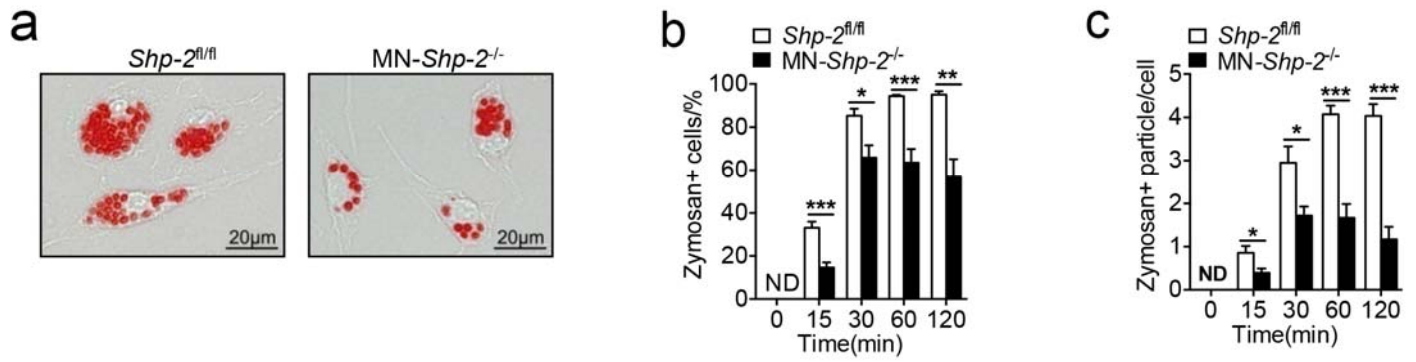 a
Shp-2fl/fl
MN-Shp-2-/-
20μm
20μm
b
Shp-2fl/fl
MN-Shp-2-/-
Zymosan+ cells/%
100
80
60
40
20
0
ND
***
*
***
**
0 15 30 60 120
Time(min)
c
Shp-2fl/fl
MN-Shp-2-/-
Zymosan+ particle/cell
5
4
3
2
1
0
ND
*
*
***
***
0 15 30 60 120
Time(min)